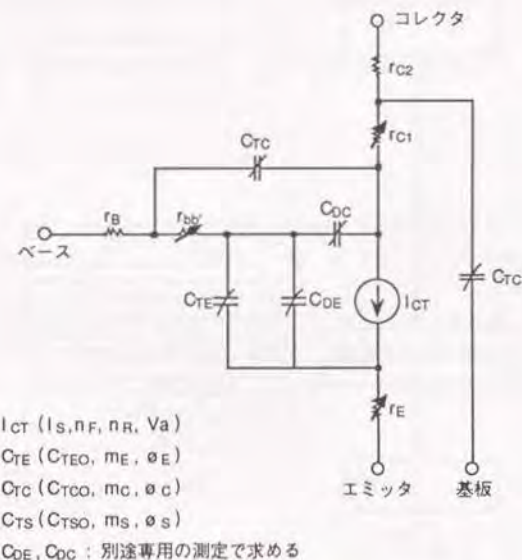 コレクタ
rC2
rC1
CTC
rB
rbb'
CDC
ベース
CTE
CDE
ICT
CTC
rE
エミッタ
基板
ICT (IS, nF, nR, Va)
CTE (CTEO, mE, øE)
CTC (CTCO, mC, øC)
CTS (CTSO, mS, øS)
CDE, CDC : 別途専用の測定で求める